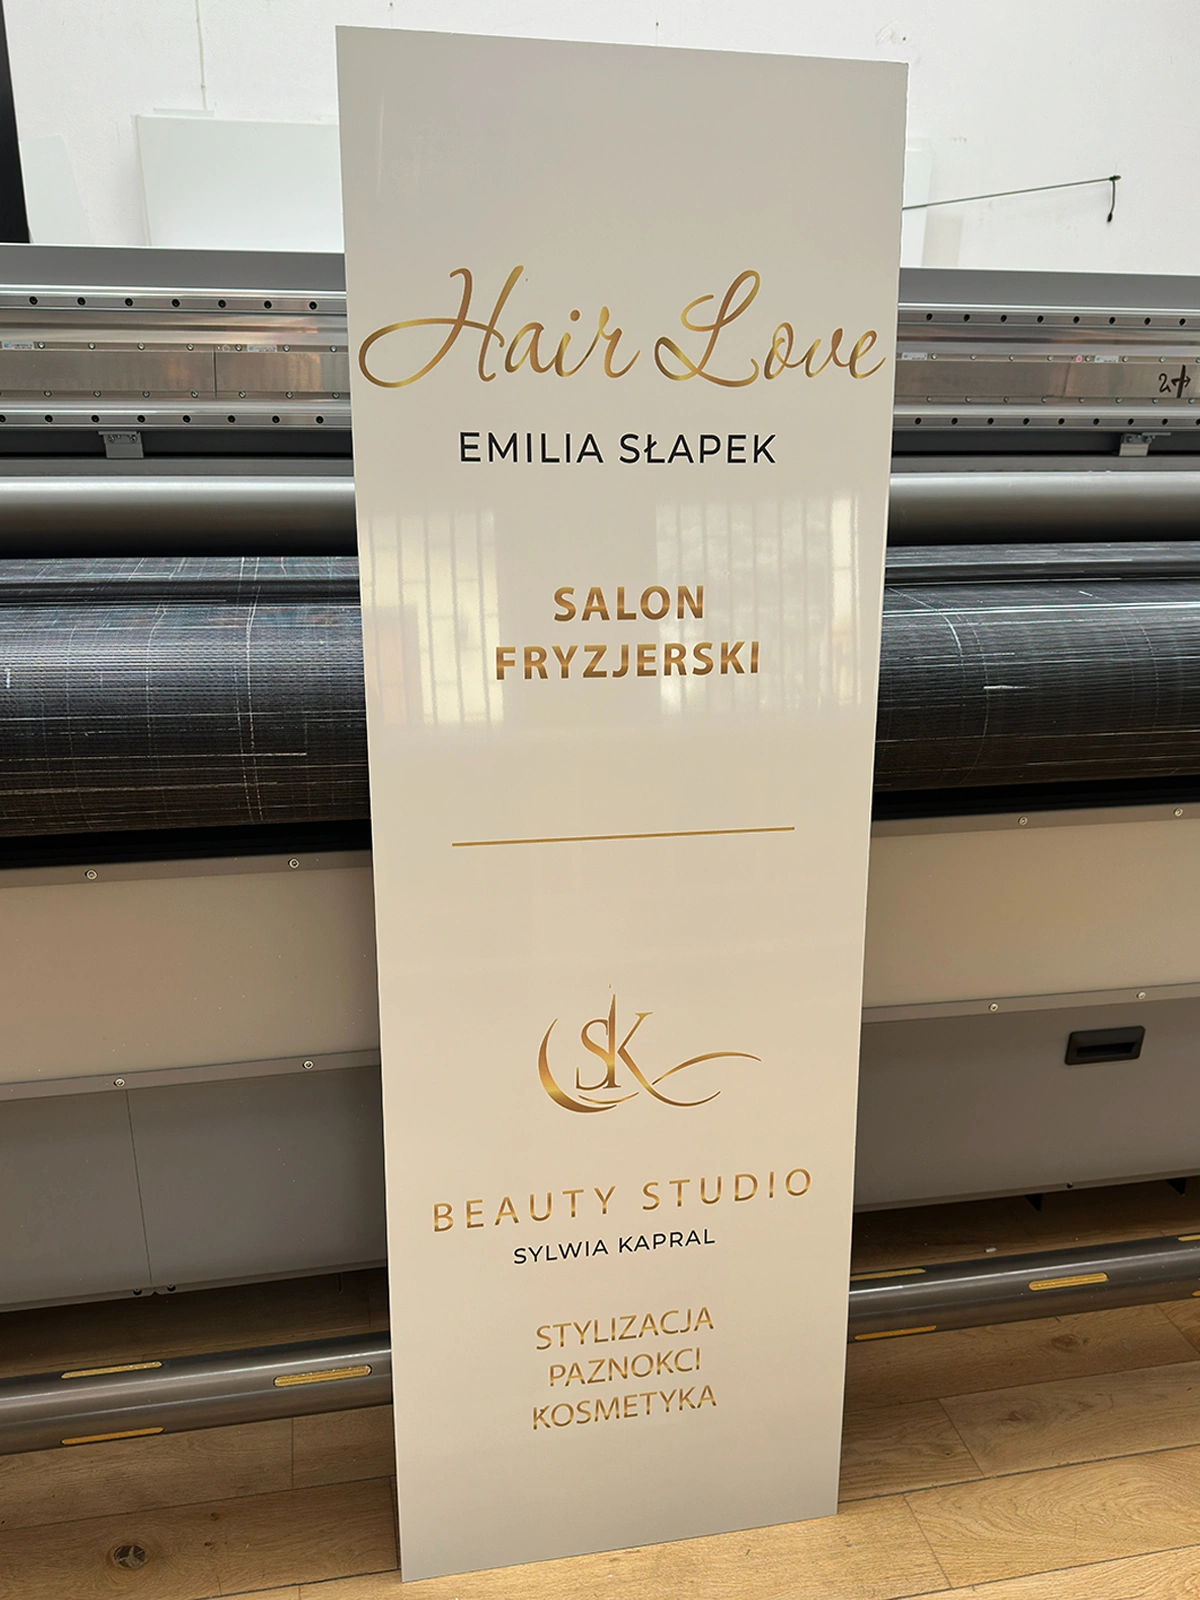 Hair Love
EMILIA SŁAPEK
SALON
FRYZJERSKI
SK
BEAUTY STUDIO
SYLWIA KAPRAL
STYLIZACJA
PAZNOKCI
KOSMETYKA